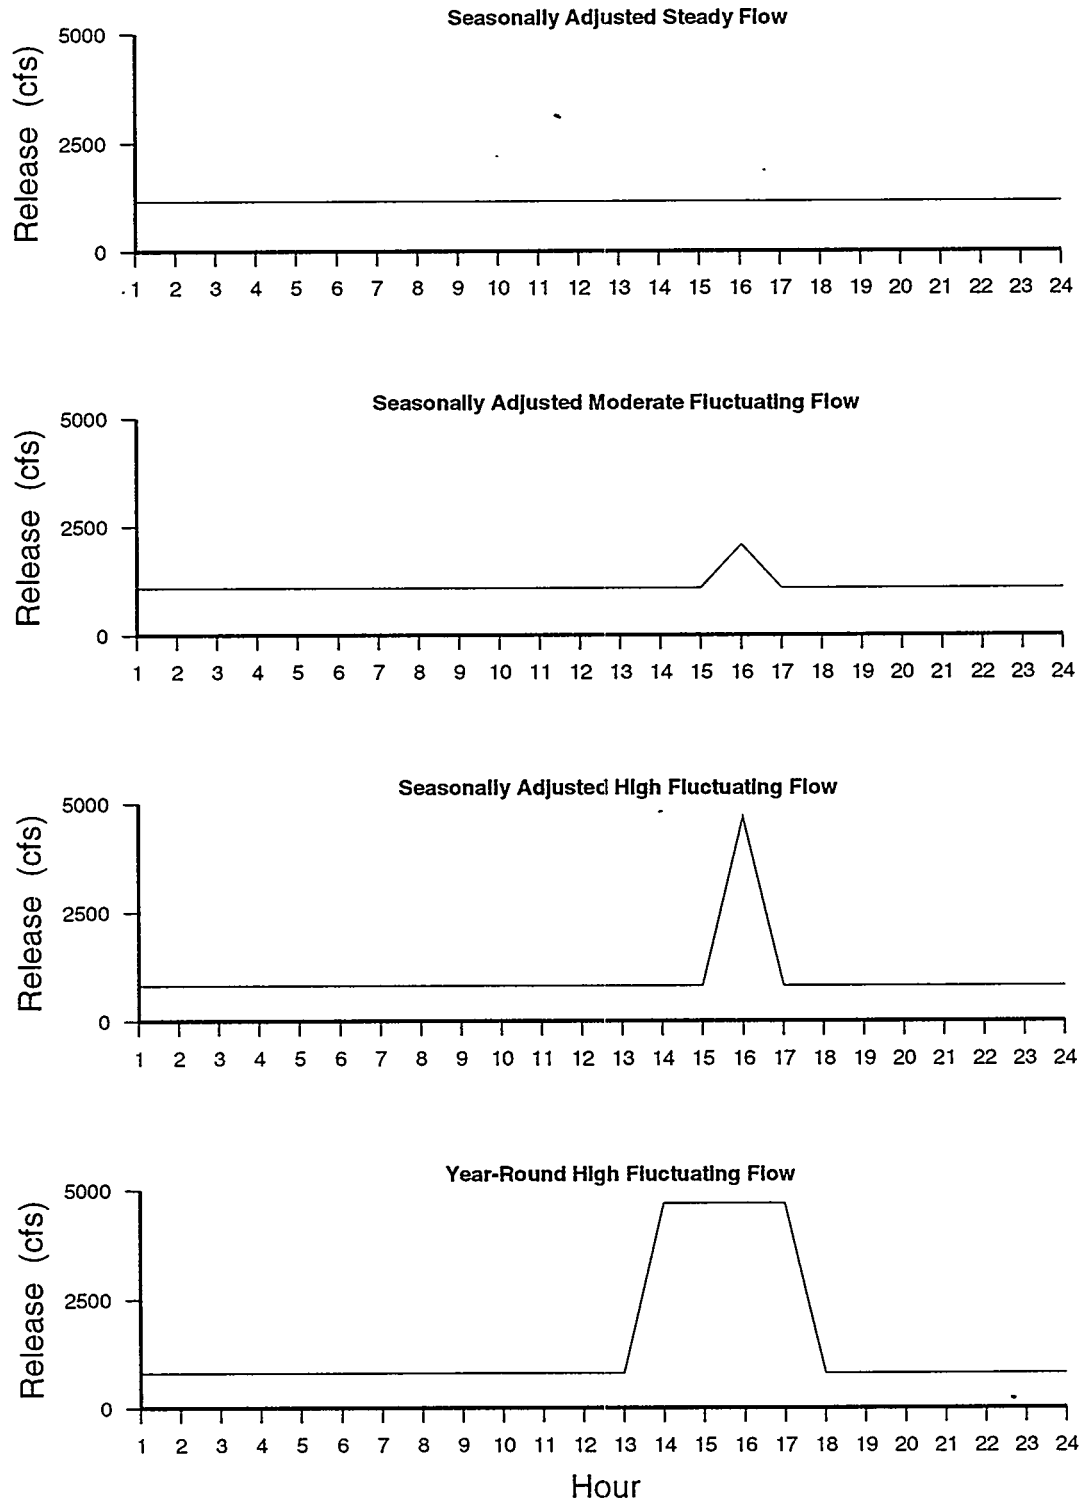 Seasonally Adjusted Steady Flow
5000
2500
0
Release (cfs)
1 2 3 4 5 6 7 8 9 10 11 12 13 14 15 16 17 18 19 20 21 22 23 24
Seasonally Adjusted Moderate Fluctuating Flow
5000
2500
0
Release (cfs)
1 2 3 4 5 6 7 8 9 10 11 12 13 14 15 16 17 18 19 20 21 22 23 24
Seasonally Adjusted High Fluctuating Flow
5000
2500
0
Release (cfs)
1 2 3 4 5 6 7 8 9 10 11 12 13 14 15 16 17 18 19 20 21 22 23 24
Year-Round High Fluctuating Flow
5000
2500
0
Release (cfs)
1 2 3 4 5 6 7 8 9 10 11 12 13 14 15 16 17 18 19 20 21 22 23 24
Hour